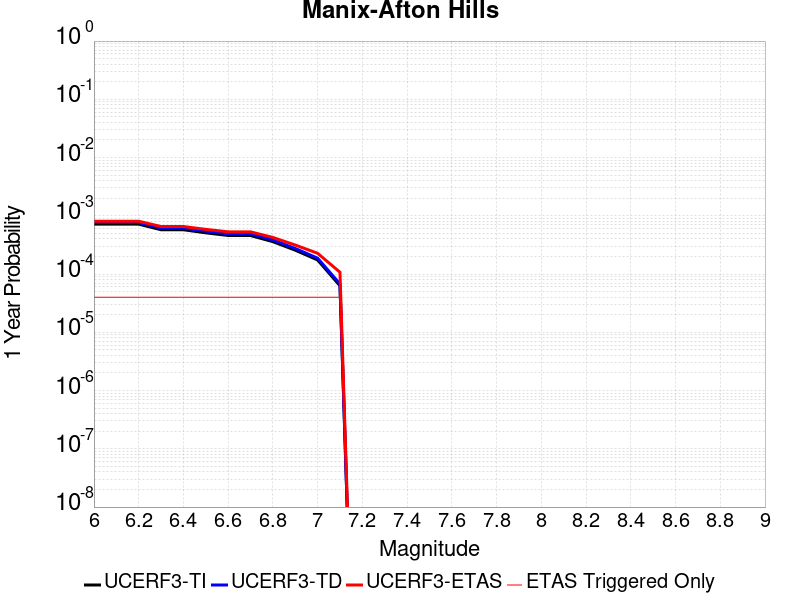 Manix-Afton Hills
10^0
10^-1
10^-2
10^-3
10^-4
10^-5
10^-6
10^-7
10^-8
1 Year Probability
6 6.2 6.4 6.6 6.8 7 7.2 7.4 7.6 7.8 8 8.2 8.4 8.6 8.8 9
Magnitude
UCERF3-TI UCERF3-TD UCERF3-ETAS ETAS Triggered Only